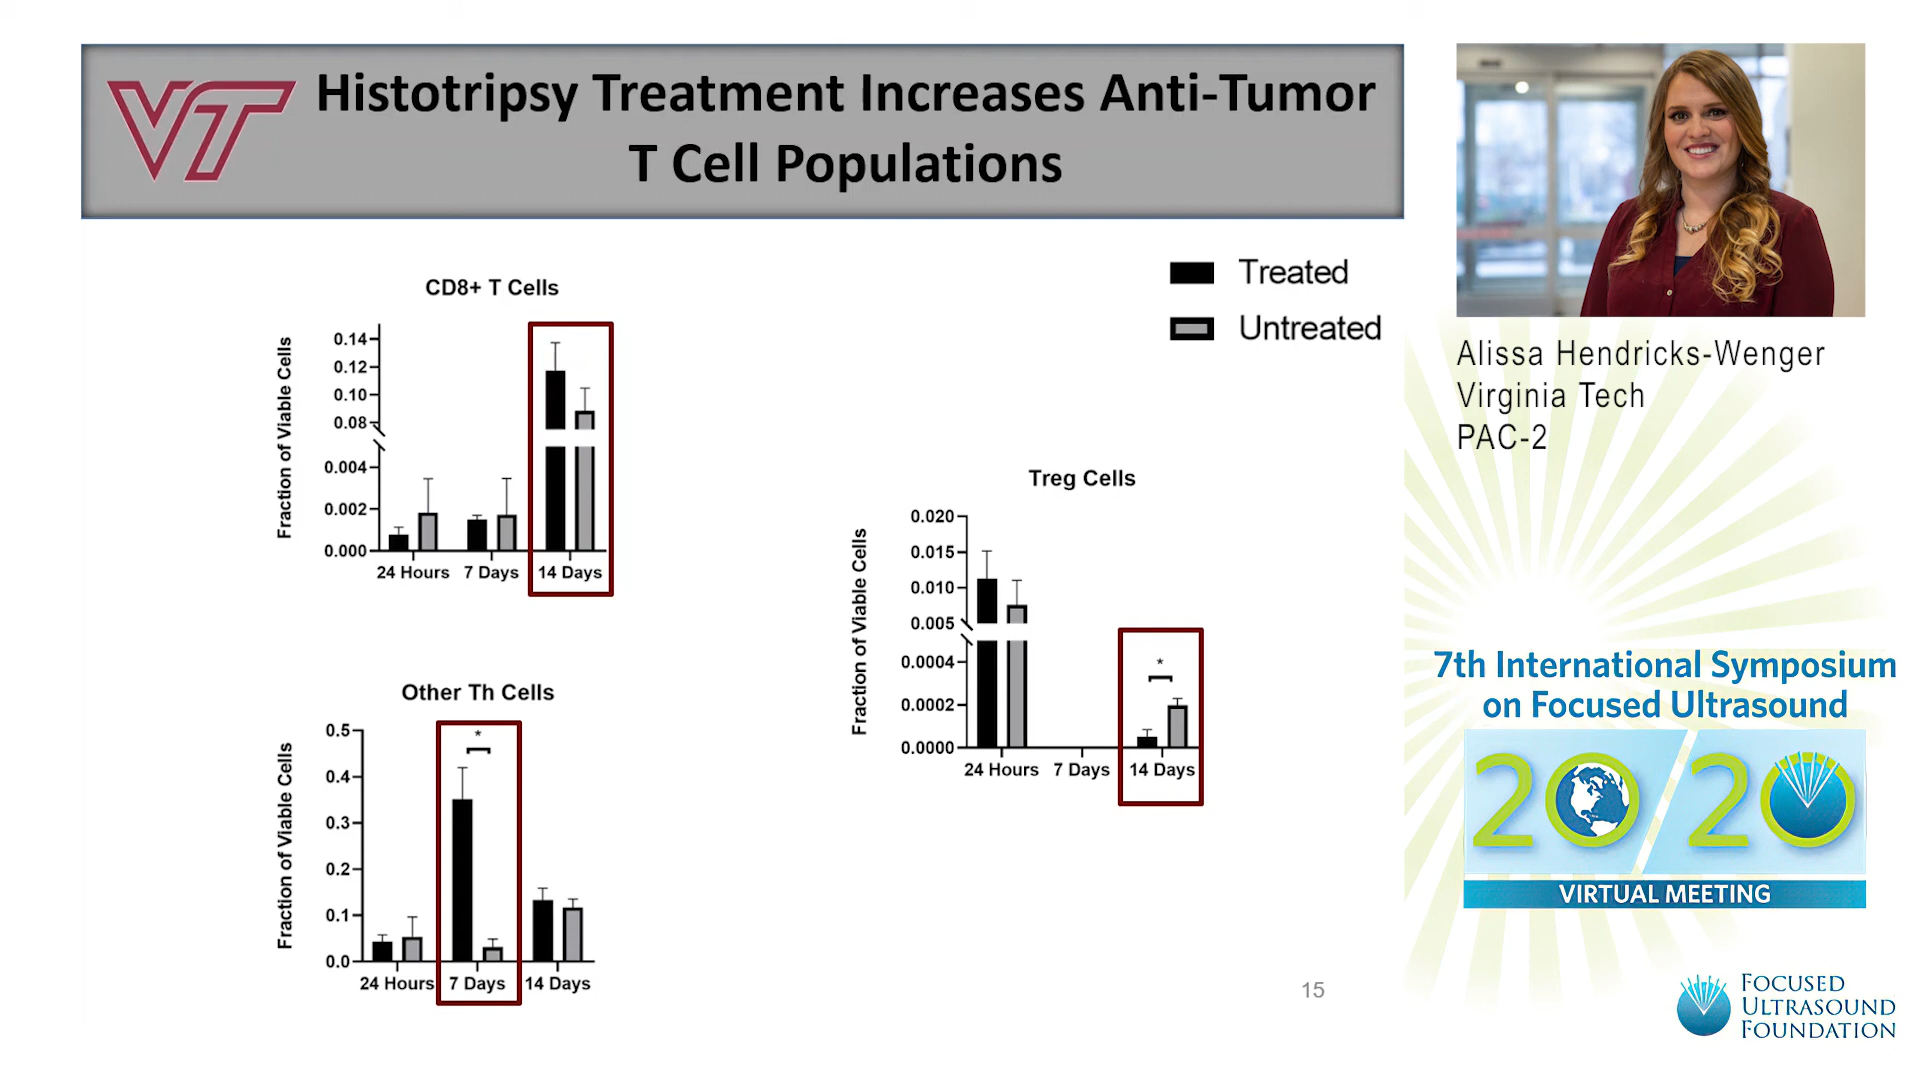 VT
Histotripsy Treatment Increases Anti-Tumor
T Cell Populations
Treated
Untreated
CD8+ T Cells
Fraction of Viable Cells
0.14
0.12
0.10
0.08
0.004
0.002
0.000
24 Hours 7 Days 14 Days
Other Th Cells
Fraction of Viable Cells
*
0.5
0.4
0.3
0.2
0.1
0.0
24 Hours 7 Days 14 Days
Treg Cells
Fraction of Viable Cells
0.020
0.015
0.010
0.005
0.0004
0.0002
0.0000
*
24 Hours 7 Days 14 Days
15
Alissa Hendricks-Wenger
Virginia Tech
PAC-2
7th International Symposium
on Focused Ultrasound
20/20
VIRTUAL MEETING
FOCUSED
ULTRASOUND
FOUNDATION